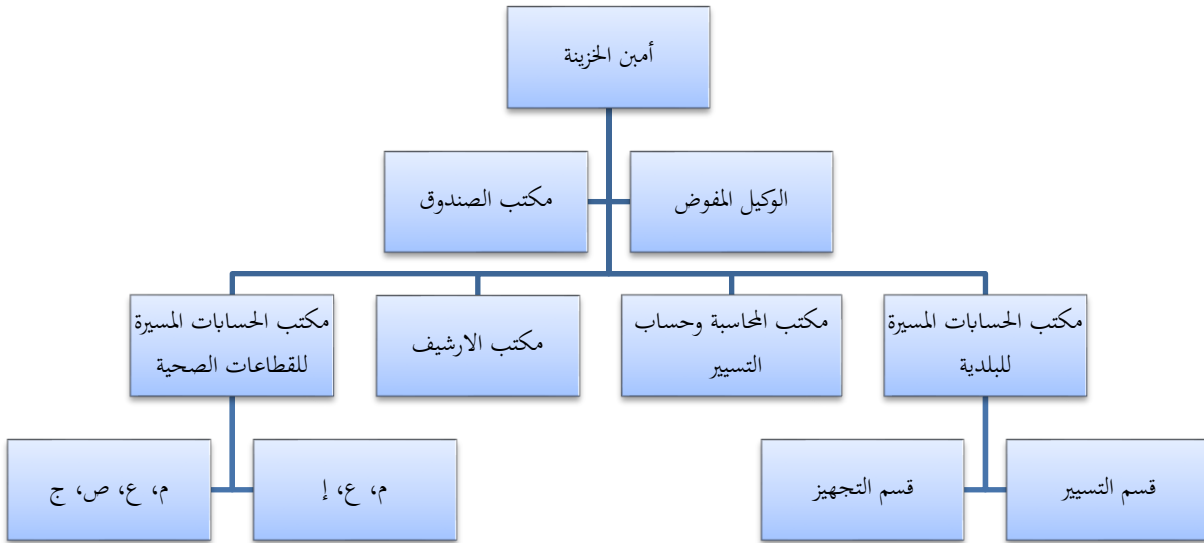 أمين الخزينة
الوكيل المفوض
مكتب الصندوق
مكتب الحسابات المسيرة
للبلدية
مكتب المحاسبة وحساب
التسيير
مكتب الارشيف
مكتب الحسابات المسيرة
للقطاعات الصحية
قسم التسيير
قسم التجهيز
م، ع، إ
م، ع، ص، ج